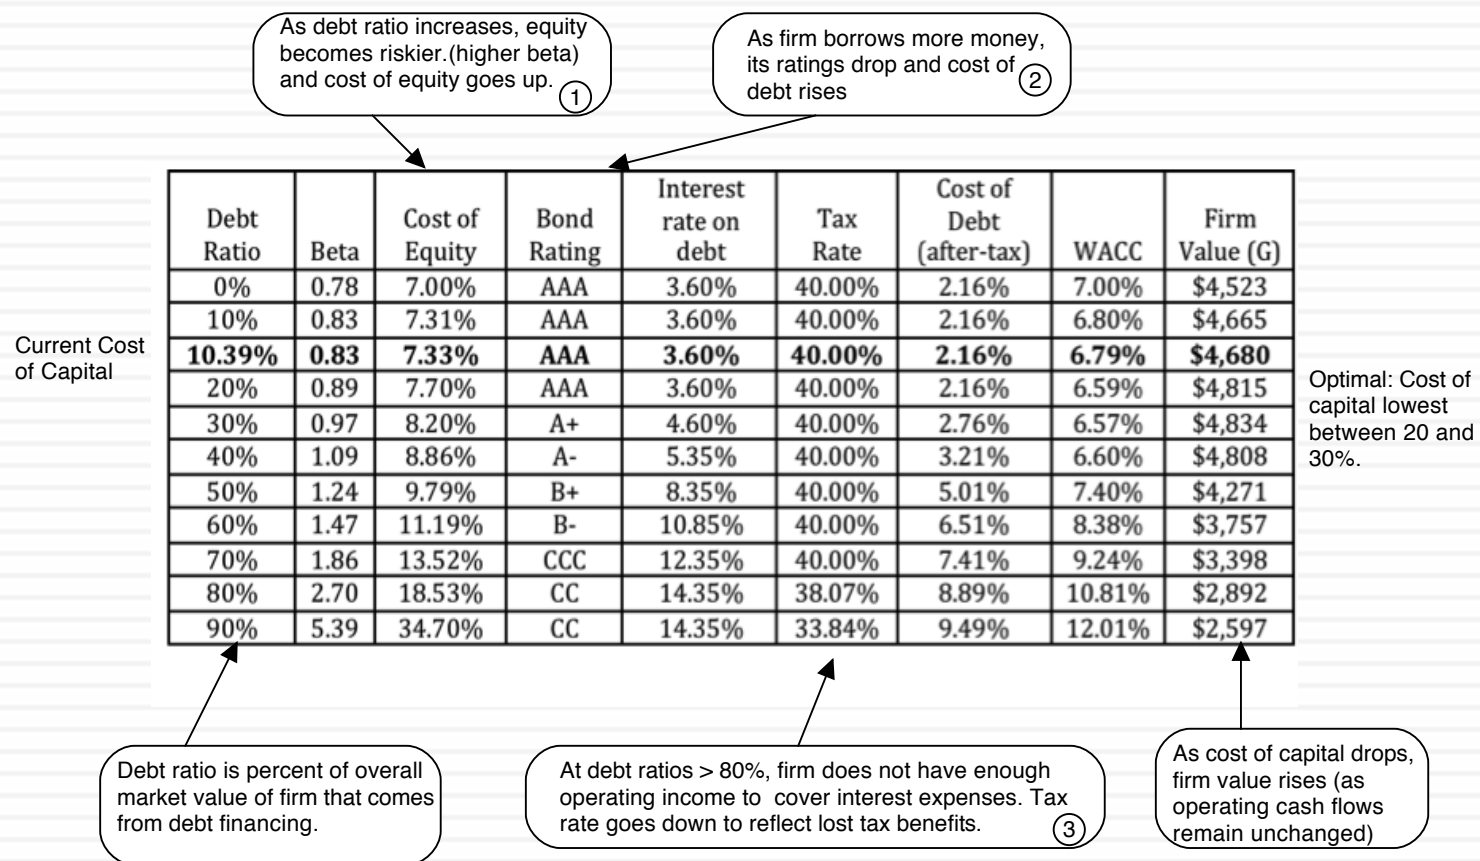 As debt ratio increases, equity
becomes riskier.(higher beta)
and cost of equity goes up.
1
As firm borrows more money,
its ratings drop and cost of
debt rises
2
Debt Ratio Beta Cost of Equity Bond Rating Interest rate on debt Tax Rate Cost of Debt (after-tax) WACC Firm Value (G)
0% 0.78 7.00% AAA 3.60% 40.00% 2.16% 7.00% $4,523
10% 0.83 7.31% AAA 3.60% 40.00% 2.16% 6.80% $4,665
10.39% 0.83 7.33% AAA 3.60% 40.00% 2.16% 6.79% $4,680
20% 0.89 7.70% AAA 3.60% 40.00% 2.16% 6.59% $4,815
30% 0.97 8.20% A+ 4.60% 40.00% 2.76% 6.57% $4,834
40% 1.09 8.86% A- 5.35% 40.00% 3.21% 6.60% $4,808
50% 1.24 9.79% B+ 8.35% 40.00% 5.01% 7.40% $4,271
60% 1.47 11.19% B- 10.85% 40.00% 6.51% 8.38% $3,757
70% 1.86 13.52% CCC 12.35% 40.00% 7.41% 9.24% $3,398
80% 2.70 18.53% CC 14.35% 38.07% 8.89% 10.81% $2,892
90% 5.39 34.70% CC 14.35% 33.84% 9.49% 12.01% $2,597
Current Cost
of Capital
Optimal: Cost of
capital lowest
between 20 and
30%.
Debt ratio is percent of overall
market value of firm that comes
from debt financing.
At debt ratios > 80%, firm does not have enough
operating income to cover interest expenses. Tax
rate goes down to reflect lost tax benefits.
3
As cost of capital drops,
firm value rises (as
operating cash flows
remain unchanged)